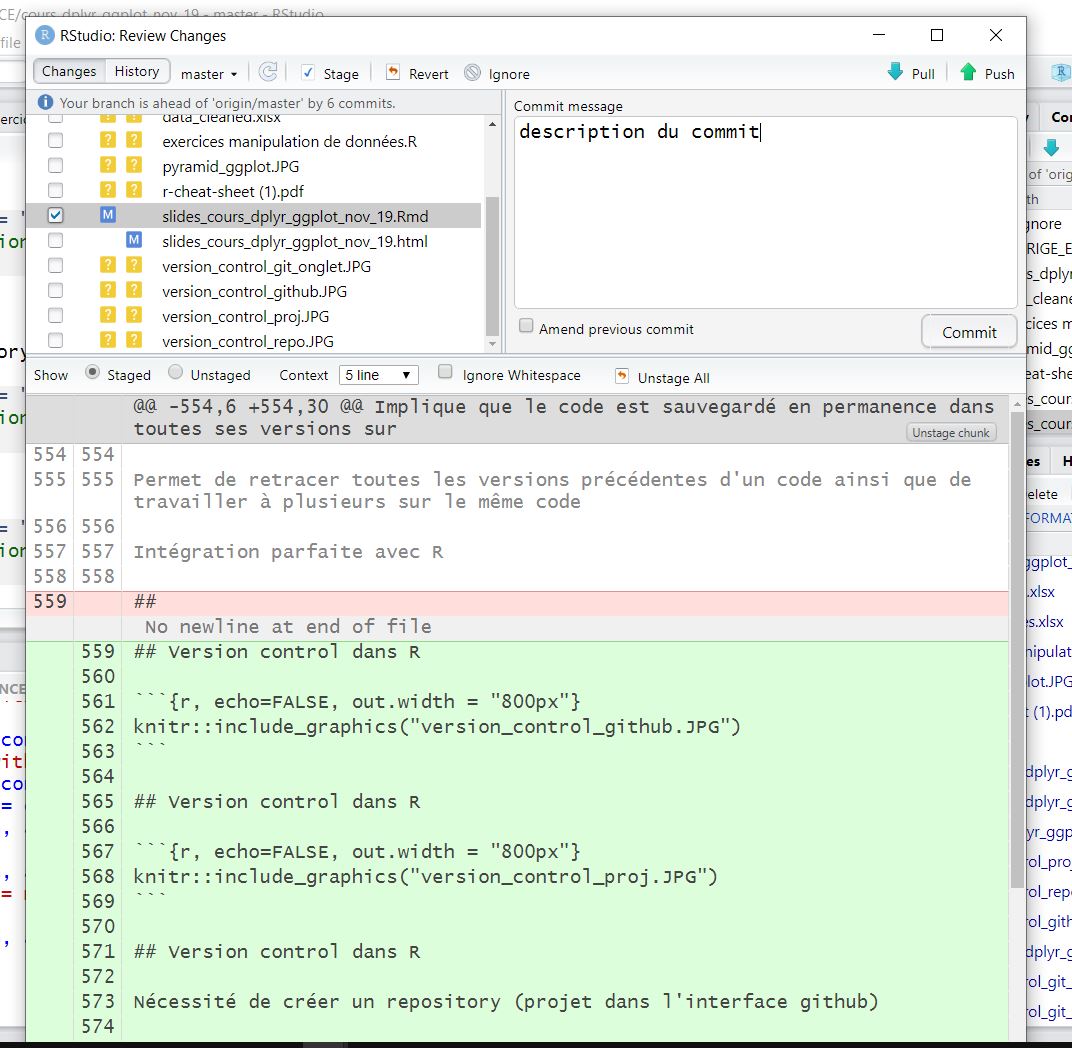 CE/cours_dplyr_ggplot_nov_19 - master - RStudio
RStudio: Review Changes
file
Changes History master Stage Revert Ignore Pull Push
Your branch is ahead of 'origin/master' by 6 commits.
Commit message
description du commit
data_cleaned.xlsx
? ? exercices manipulation de données.R
? ? pyramid_ggplot.JPG
? ? r-cheat-sheet (1).pdf
M slides_cours_dplyr_ggplot_nov_19.Rmd
M slides_cours_dplyr_ggplot_nov_19.html
? ? version_control_git_onglet.JPG
? ? version_control_github.JPG
? ? version_control_proj.JPG
? ? version_control_repo.JPG
Amend previous commit
Commit
Show Staged Unstaged Context 5 line Ignore Whitespace Unstage All
@@ -554,6 +554,30 @@ Implique que le code est sauvegardé en permanence dans
toutes ses versions sur
Unstage chunk
554 554
555 555 Permet de retracer toutes les versions précédentes d'un code ainsi que de
travailler à plusieurs sur le même code
556 556
557 557 Intégration parfaite avec R
558 558
559 ##
No newline at end of file
559 ## Version control dans R
560
561 ```{r, echo=FALSE, out.width = "800px"}
562 knitr::include_graphics("version_control_github.JPG")
563 ```
564
565 ## Version control dans R
566
567 ```{r, echo=FALSE, out.width = "800px"}
568 knitr::include_graphics("version_control_proj.JPG")
569 ```
570
571 ## Version control dans R
572
573 Nécessité de créer un repository (projet dans l'interface github)
574